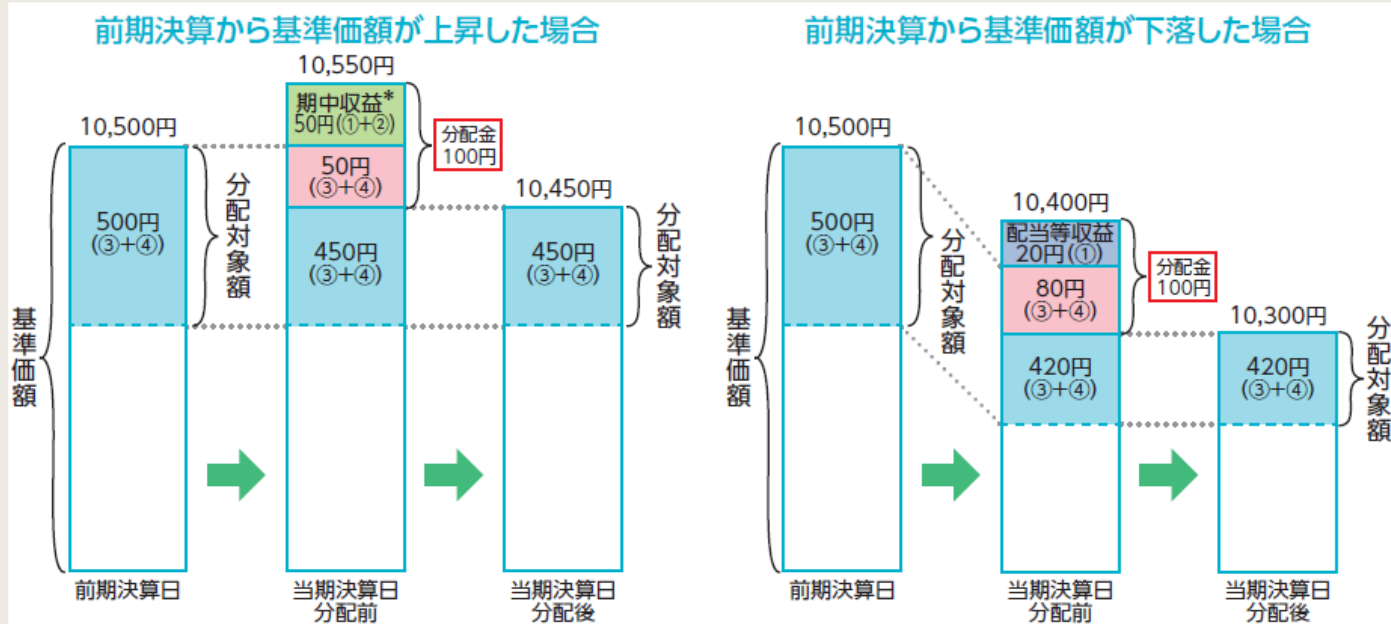 前期決算から基準価額が上昇した場合
10,550円
期中収益*
50円(①+②)
10,500円
分配金
100円
50円
(③+④)
10,450円
500円
(③+④)
分配対象額
450円
(③+④)
450円
(③+④)
分配対象額
基準価額
前期決算日
当期決算日
分配前
当期決算日
分配後
前期決算から基準価額が下落した場合
10,500円
10,400円
500円
(③+④)
分配対象額
配当等収益
20円(①)
分配金
100円
80円
(③+④)
10,300円
420円
(③+④)
420円
(③+④)
分配対象額
基準価額
前期決算日
当期決算日
分配前
当期決算日
分配後